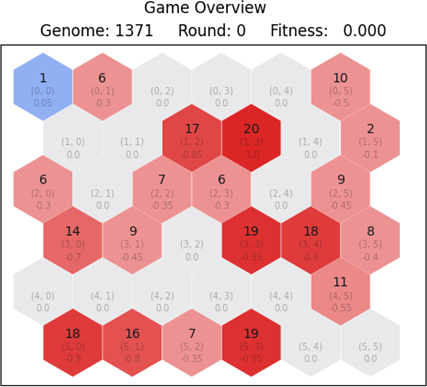 Game Overview
Genome: 1371 Round: 0 Fitness: 0.000
1 6 10
(0, 0) (0, 1) (0, 2) (0, 3) (0, 4) (0, 5)
0.05 -0.3 0.0 0.0 0.0 -0.5
17 20 2
(1, 0) (1, 1) (1, 2) (1, 3) (1, 4) (1, 5)
0.0 0.0 -0.85 -1.0 0.0 -0.1
6 7 6 9
(2, 0) (2, 1) (2, 2) (2, 3) (2, 4) (2, 5)
-0.3 0.0 -0.35 -0.3 0.0 -0.45
14 9 19 18 8
(3, 0) (3, 1) (3, 2) (3, 3) (3, 4) (3, 5)
-0.7 -0.45 0.0 -0.95 -0.9 -0.4
11
(4, 0) (4, 1) (4, 2) (4, 3) (4, 4) (4, 5)
0.0 0.0 0.0 0.0 0.0 -0.55
18 16 7 19
(5, 0) (5, 1) (5, 2) (5, 3) (5, 4) (5, 5)
-0.9 -0.8 -0.35 -0.95 0.0 0.0